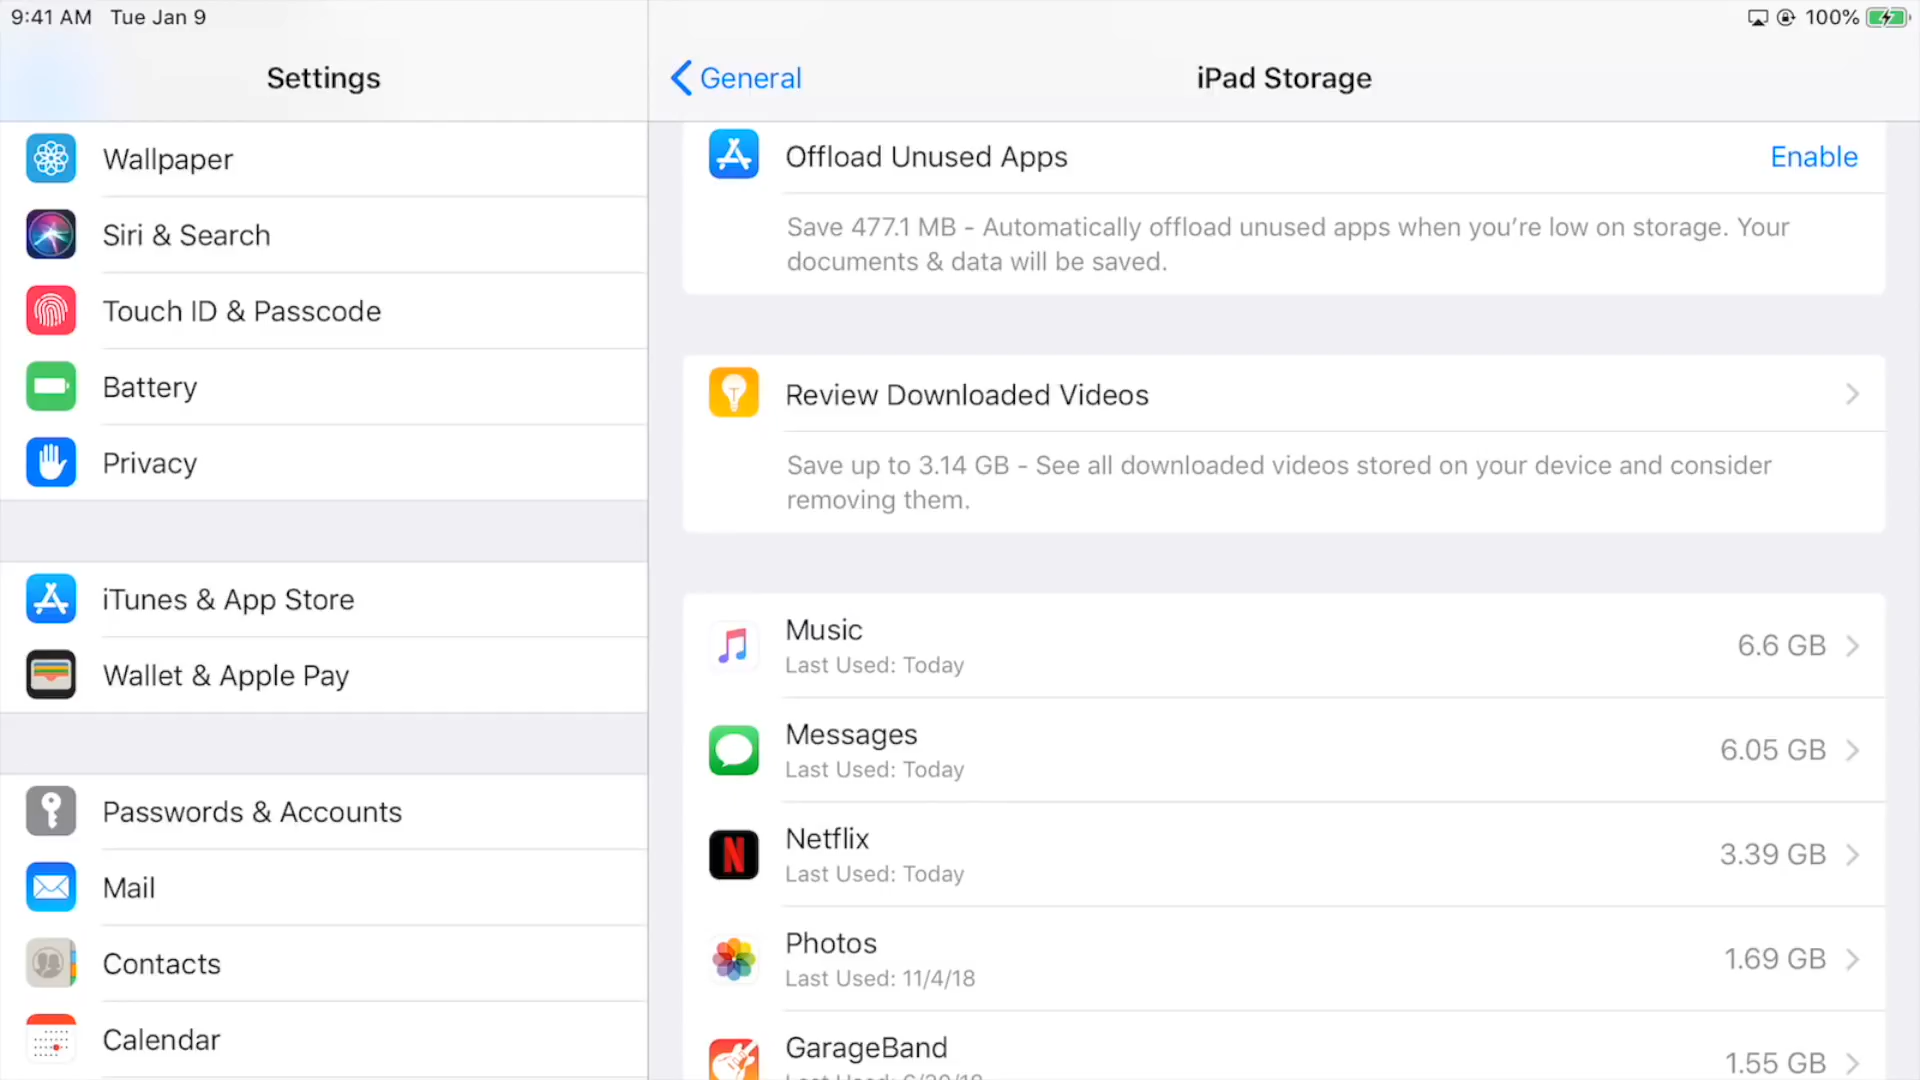 9:41 AM Tue Jan 9
100%
Settings
Wallpaper
Siri & Search
Touch ID & Passcode
Battery
Privacy
iTunes & App Store
Wallet & Apple Pay
Passwords & Accounts
Mail
Contacts
Calendar
General
iPad Storage
Offload Unused Apps Enable
Save 477.1 MB - Automatically offload unused apps when you're low on storage. Your
documents & data will be saved.
Review Downloaded Videos
Save up to 3.14 GB - See all downloaded videos stored on your device and consider
removing them.
Music 6.6 GB
Last Used: Today
Messages 6.05 GB
Last Used: Today
Netflix 3.39 GB
Last Used: Today
Photos 1.69 GB
Last Used: 11/4/18
GarageBand 1.55 GB